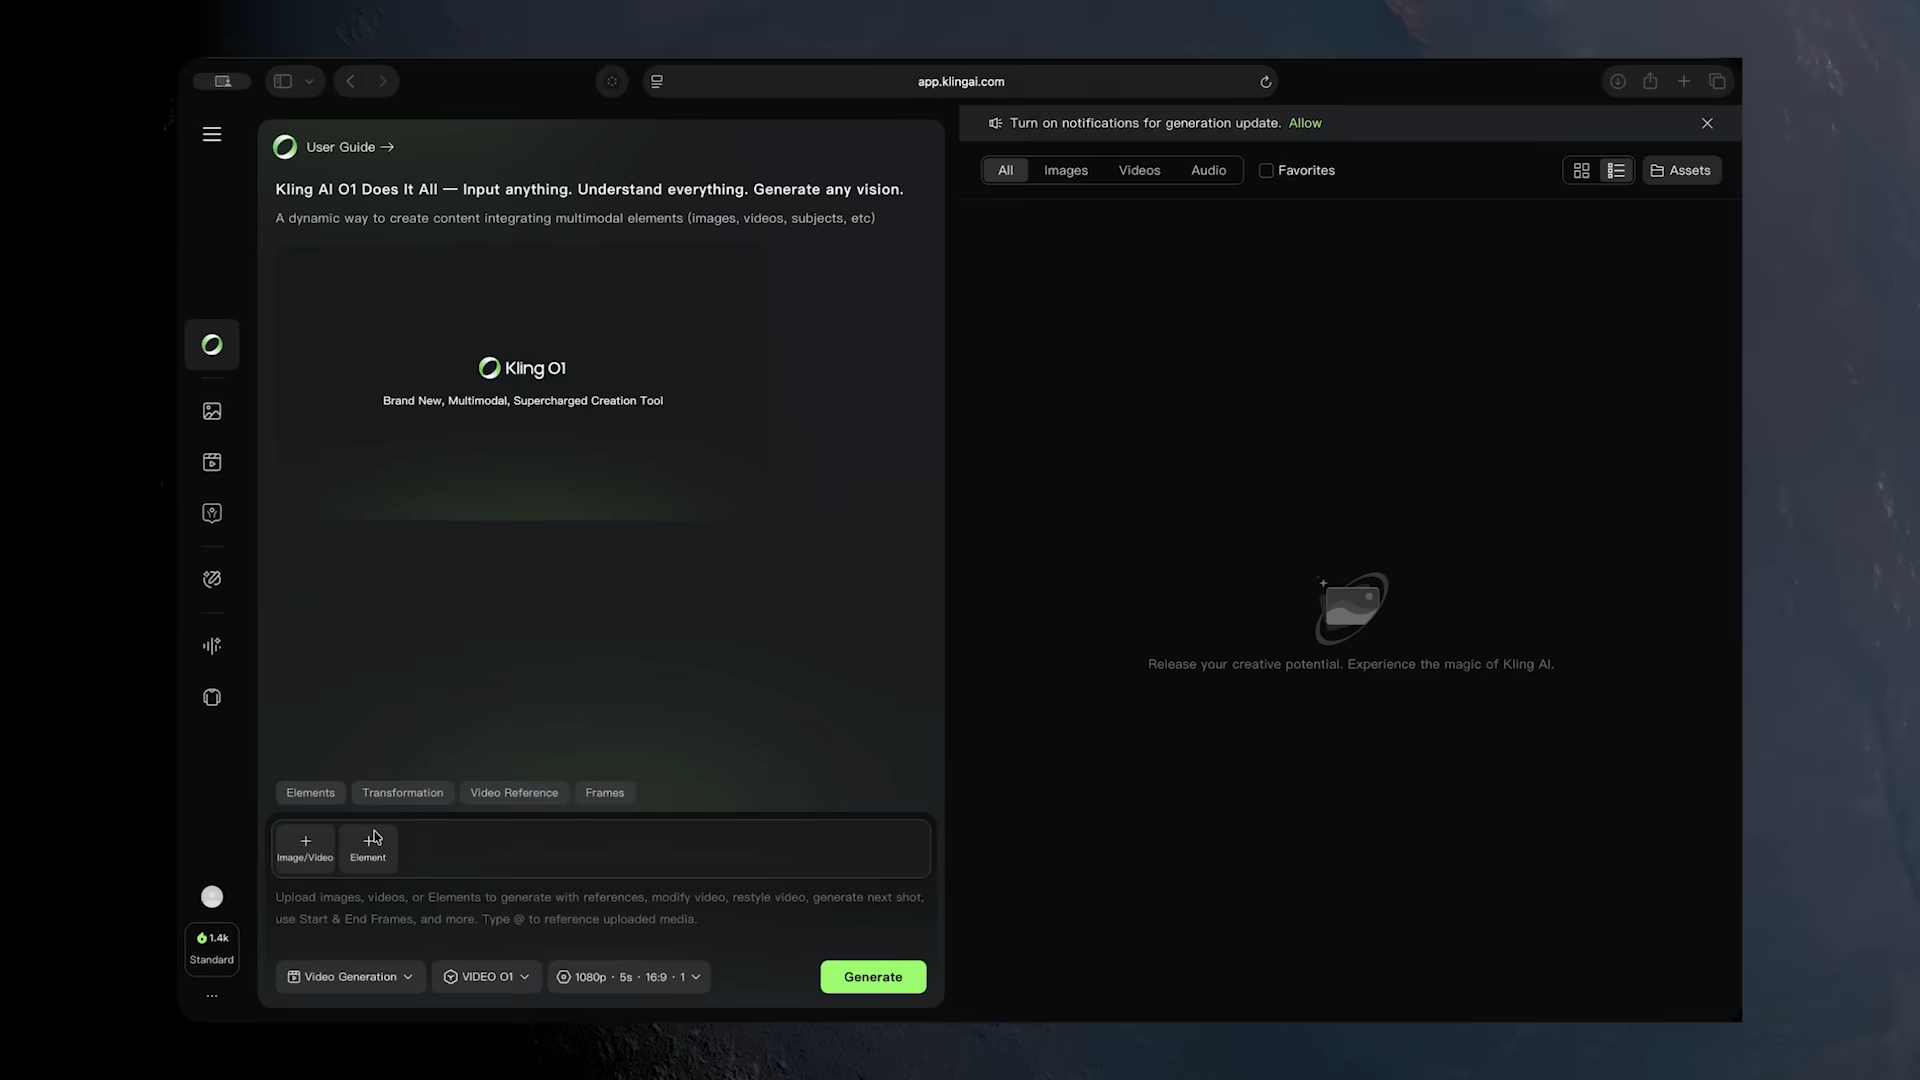 app.klingai.com
User Guide →
Kling AI O1 Does It All — Input anything. Understand everything. Generate any vision.
A dynamic way to create content integrating multimodal elements (images, videos, subjects, etc)
Kling O1
Brand New, Multimodal, Supercharged Creation Tool
Elements Transformation Video Reference Frames
Image/Video Element
Upload images, videos, or Elements to generate with references, modify video, restyle video, generate next shot,
use Start & End Frames, and more. Type @ to reference uploaded media.
Video Generation VIDEO O1 1080p · 5s · 16:9 · 1 Generate
1.4k
Standard
...
Turn on notifications for generation update. Allow
All Images Videos Audio Favorites Assets
Release your creative potential. Experience the magic of Kling AI.